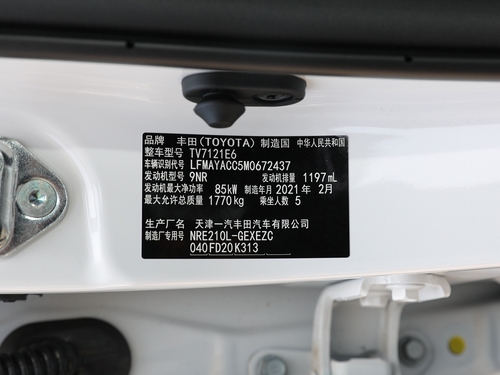 品牌 丰田(TOYOTA) 制造国 中华人民共和国
整车型号 TV7121E6
车辆识别代号 LFMAYACC5M0672437
发动机型号 9NR 发动机排量 1197mL
发动机最大净功率 85kW 制造年月 2021年 2月
最大允许总质量 1770kg 乘坐人数 5
生产厂名 天津一汽丰田汽车有限公司
制造厂专用号 NRE210L-GEXEZC
040FD20K313